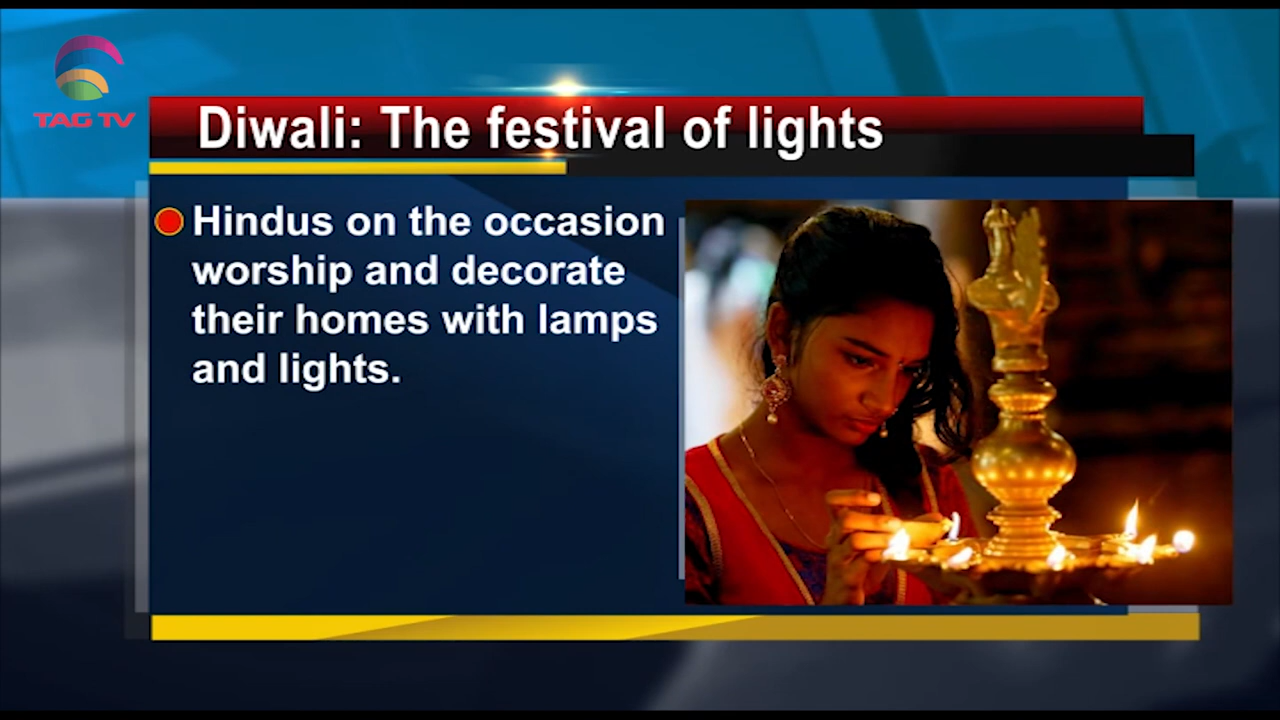 TAG TV
Diwali: The festival of lights
Hindus on the occasion
worship and decorate
their homes with lamps
and lights.